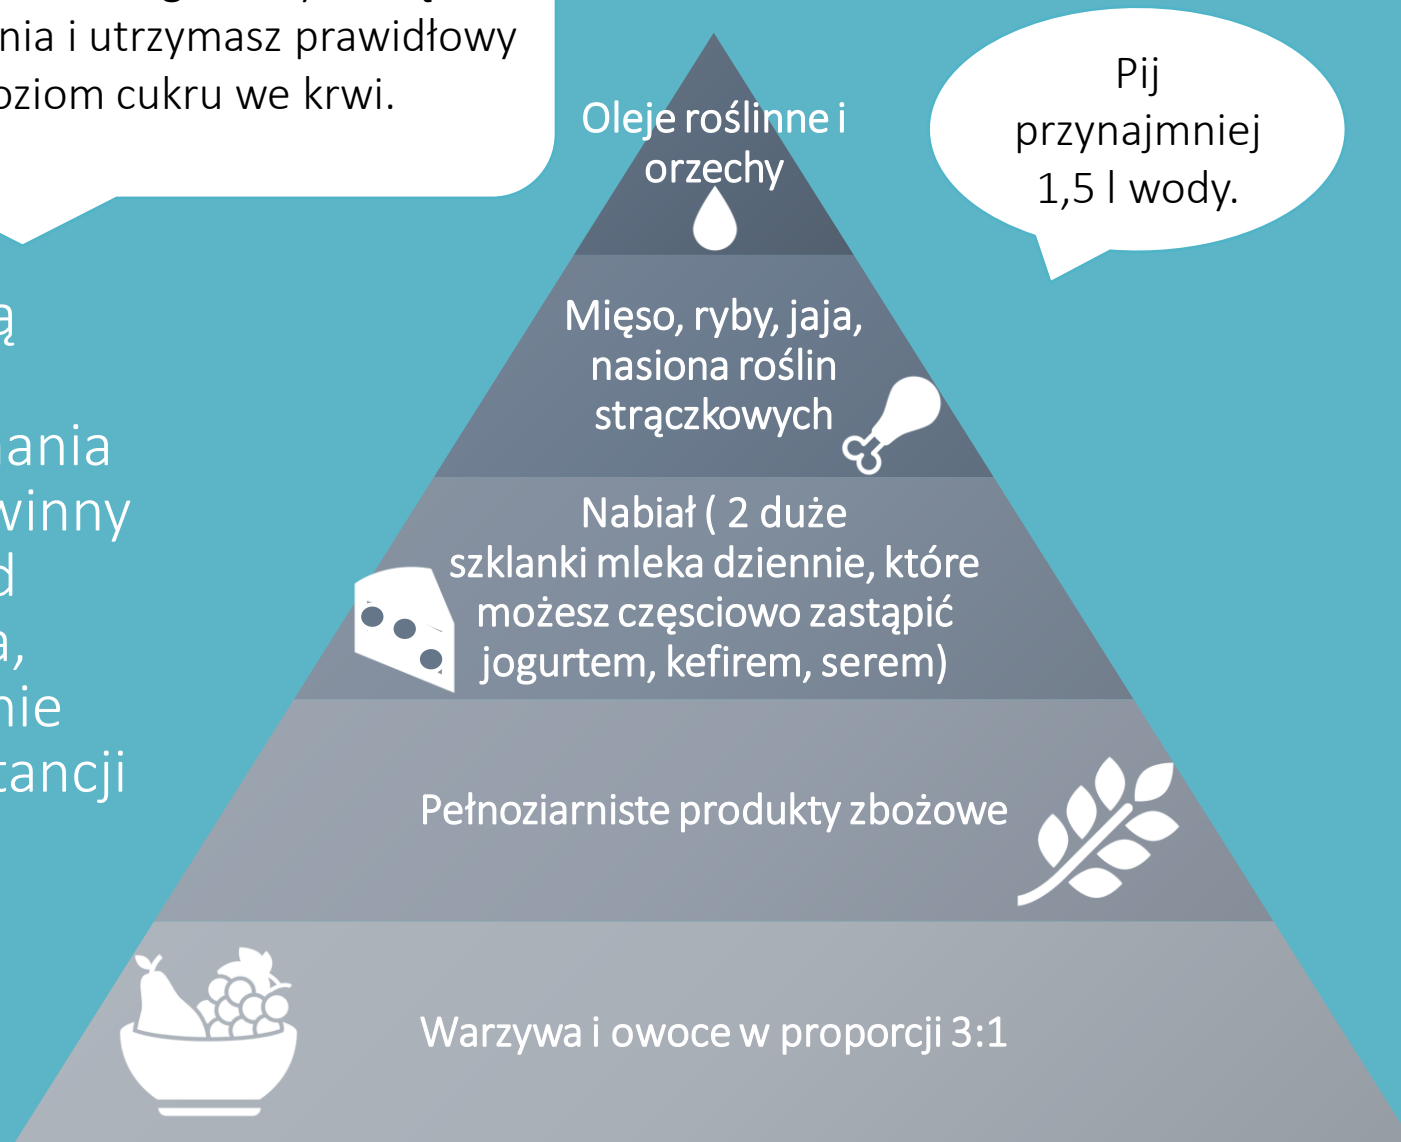 nia i utrzymasz prawidłowy
oziom cukru we krwi.
Pij
przynajmniej
1,5 l wody.
Oleje roślinne i
orzechy
Mięso, ryby, jaja,
nasiona roślin
strączkowych
Nabiał ( 2 duże
szklanki mleka dziennie, które
możesz częsciowo zastąpić
jogurtem, kefirem, serem)
Pełnoziarniste produkty zbożowe
Warzywa i owoce w proporcji 3:1
ą
ania
winny
d
a,
nie
tancji